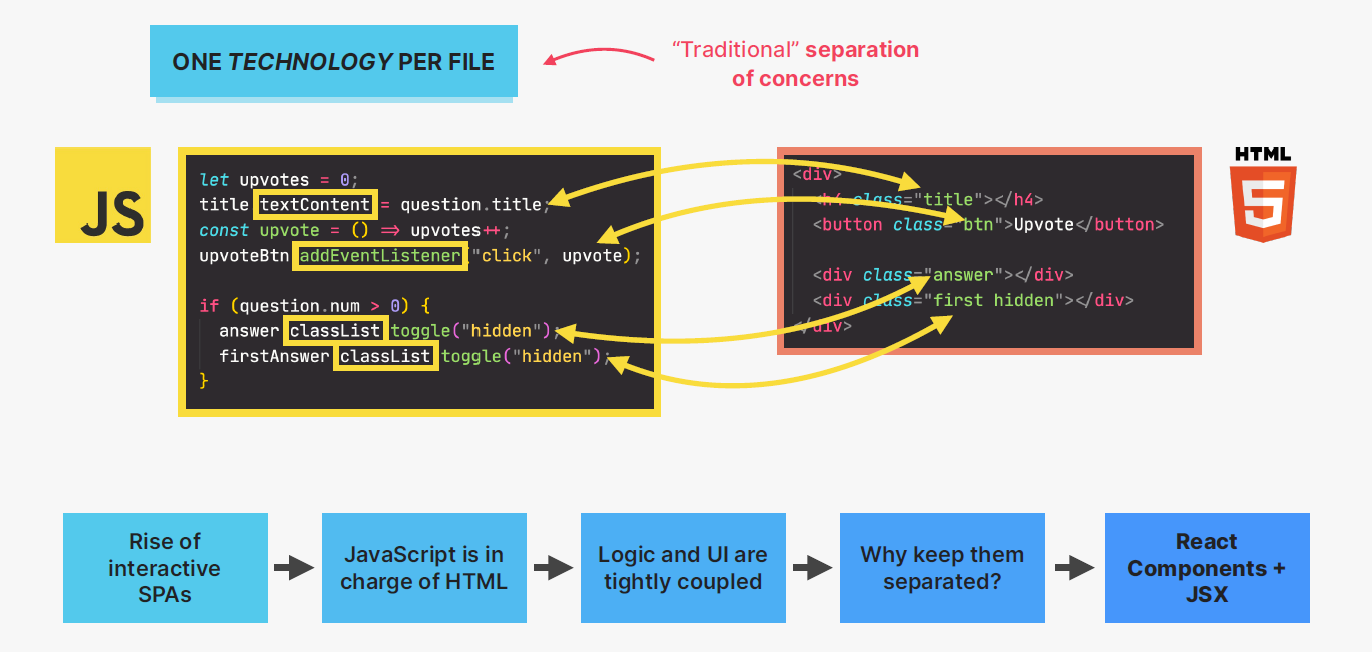 ONE TECHNOLOGY PER FILE
“Traditional” separation
of concerns
JS
let upvotes = 0;
title textContent = question.title;
const upvote = () => upvotes++;
upvoteBtn addEventListener("click", upvote);
if (question.num > 0) {
answer classList toggle("hidden");
firstAnswer classList toggle("hidden");
}
HTML
5
<div>
<h4 class="title"></h4>
<button class="btn">Upvote</button>
<div class="answer"></div>
<div class="first hidden"></div>
</div>
Rise of
interactive
SPAs
JavaScript is in
charge of HTML
Logic and UI are
tightly coupled
Why keep them
separated?
React
Components +
JSX